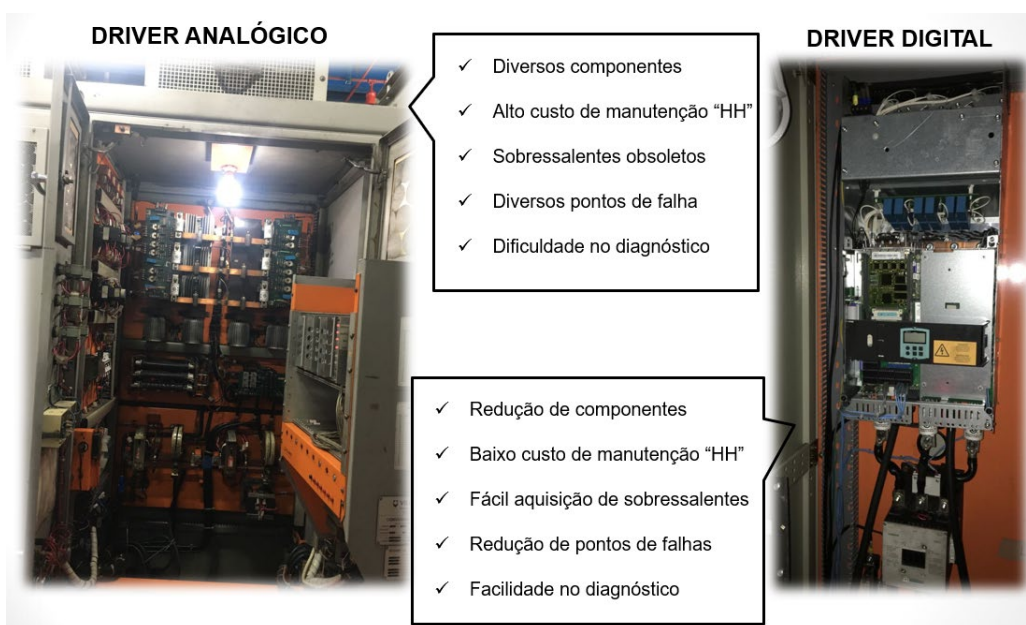 DRIVER ANALÓGICO
✓ Diversos componentes
✓ Alto custo de manutenção “HH”
✓ Sobressalentes obsoletos
✓ Diversos pontos de falha
✓ Dificuldade no diagnóstico
DRIVER DIGITAL
✓ Redução de componentes
✓ Baixo custo de manutenção “HH”
✓ Fácil aquisição de sobressalentes
✓ Redução de pontos de falhas
✓ Facilidade no diagnóstico